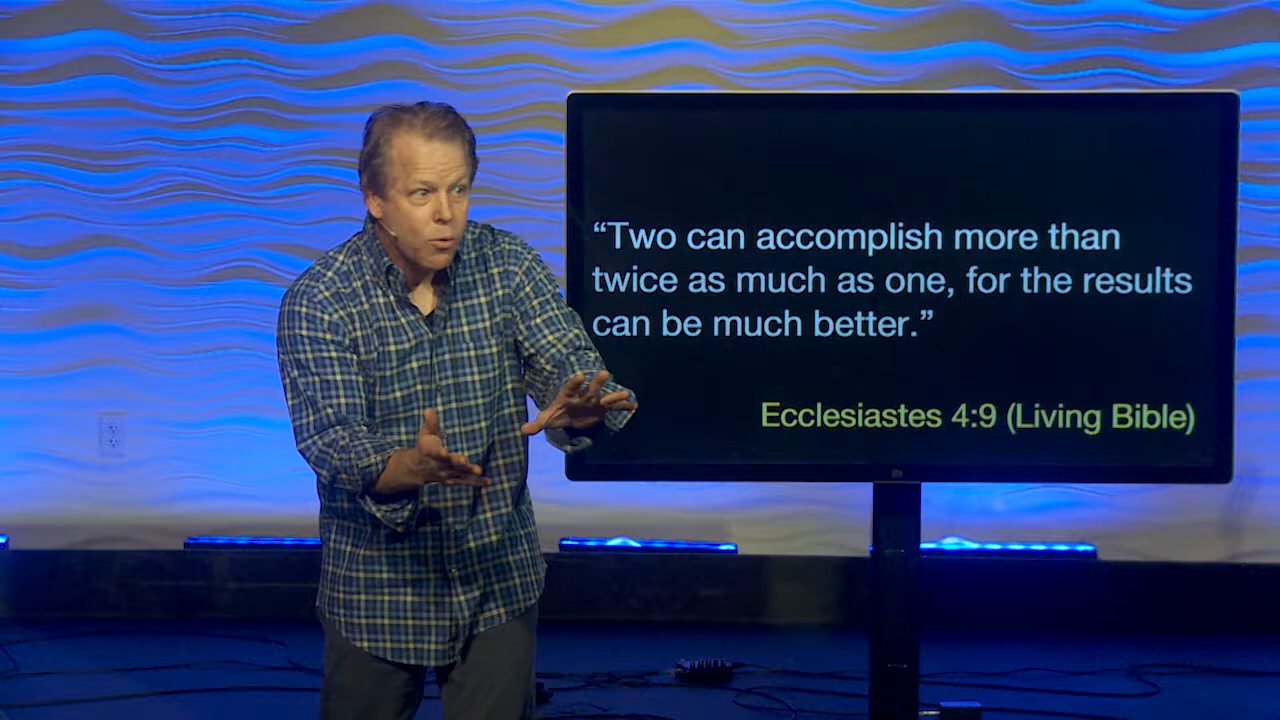 “Two can accomplish more than
twice as much as one, for the results
can be much better.”
Ecclesiastes 4:9 (Living Bible)